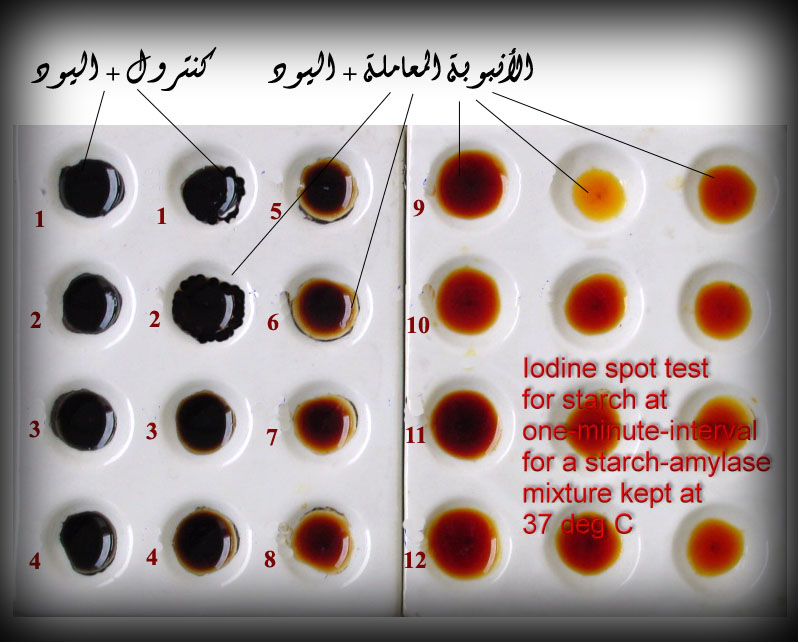 كنترول + اليود
الأنبوبة المعاملة + اليود
1 1 5 9
2 2 6 10
3 3 7 11
4 4 8 12
Iodine spot test
for starch at
one-minute-interval
for a starch-amylase
mixture kept at
37 deg C